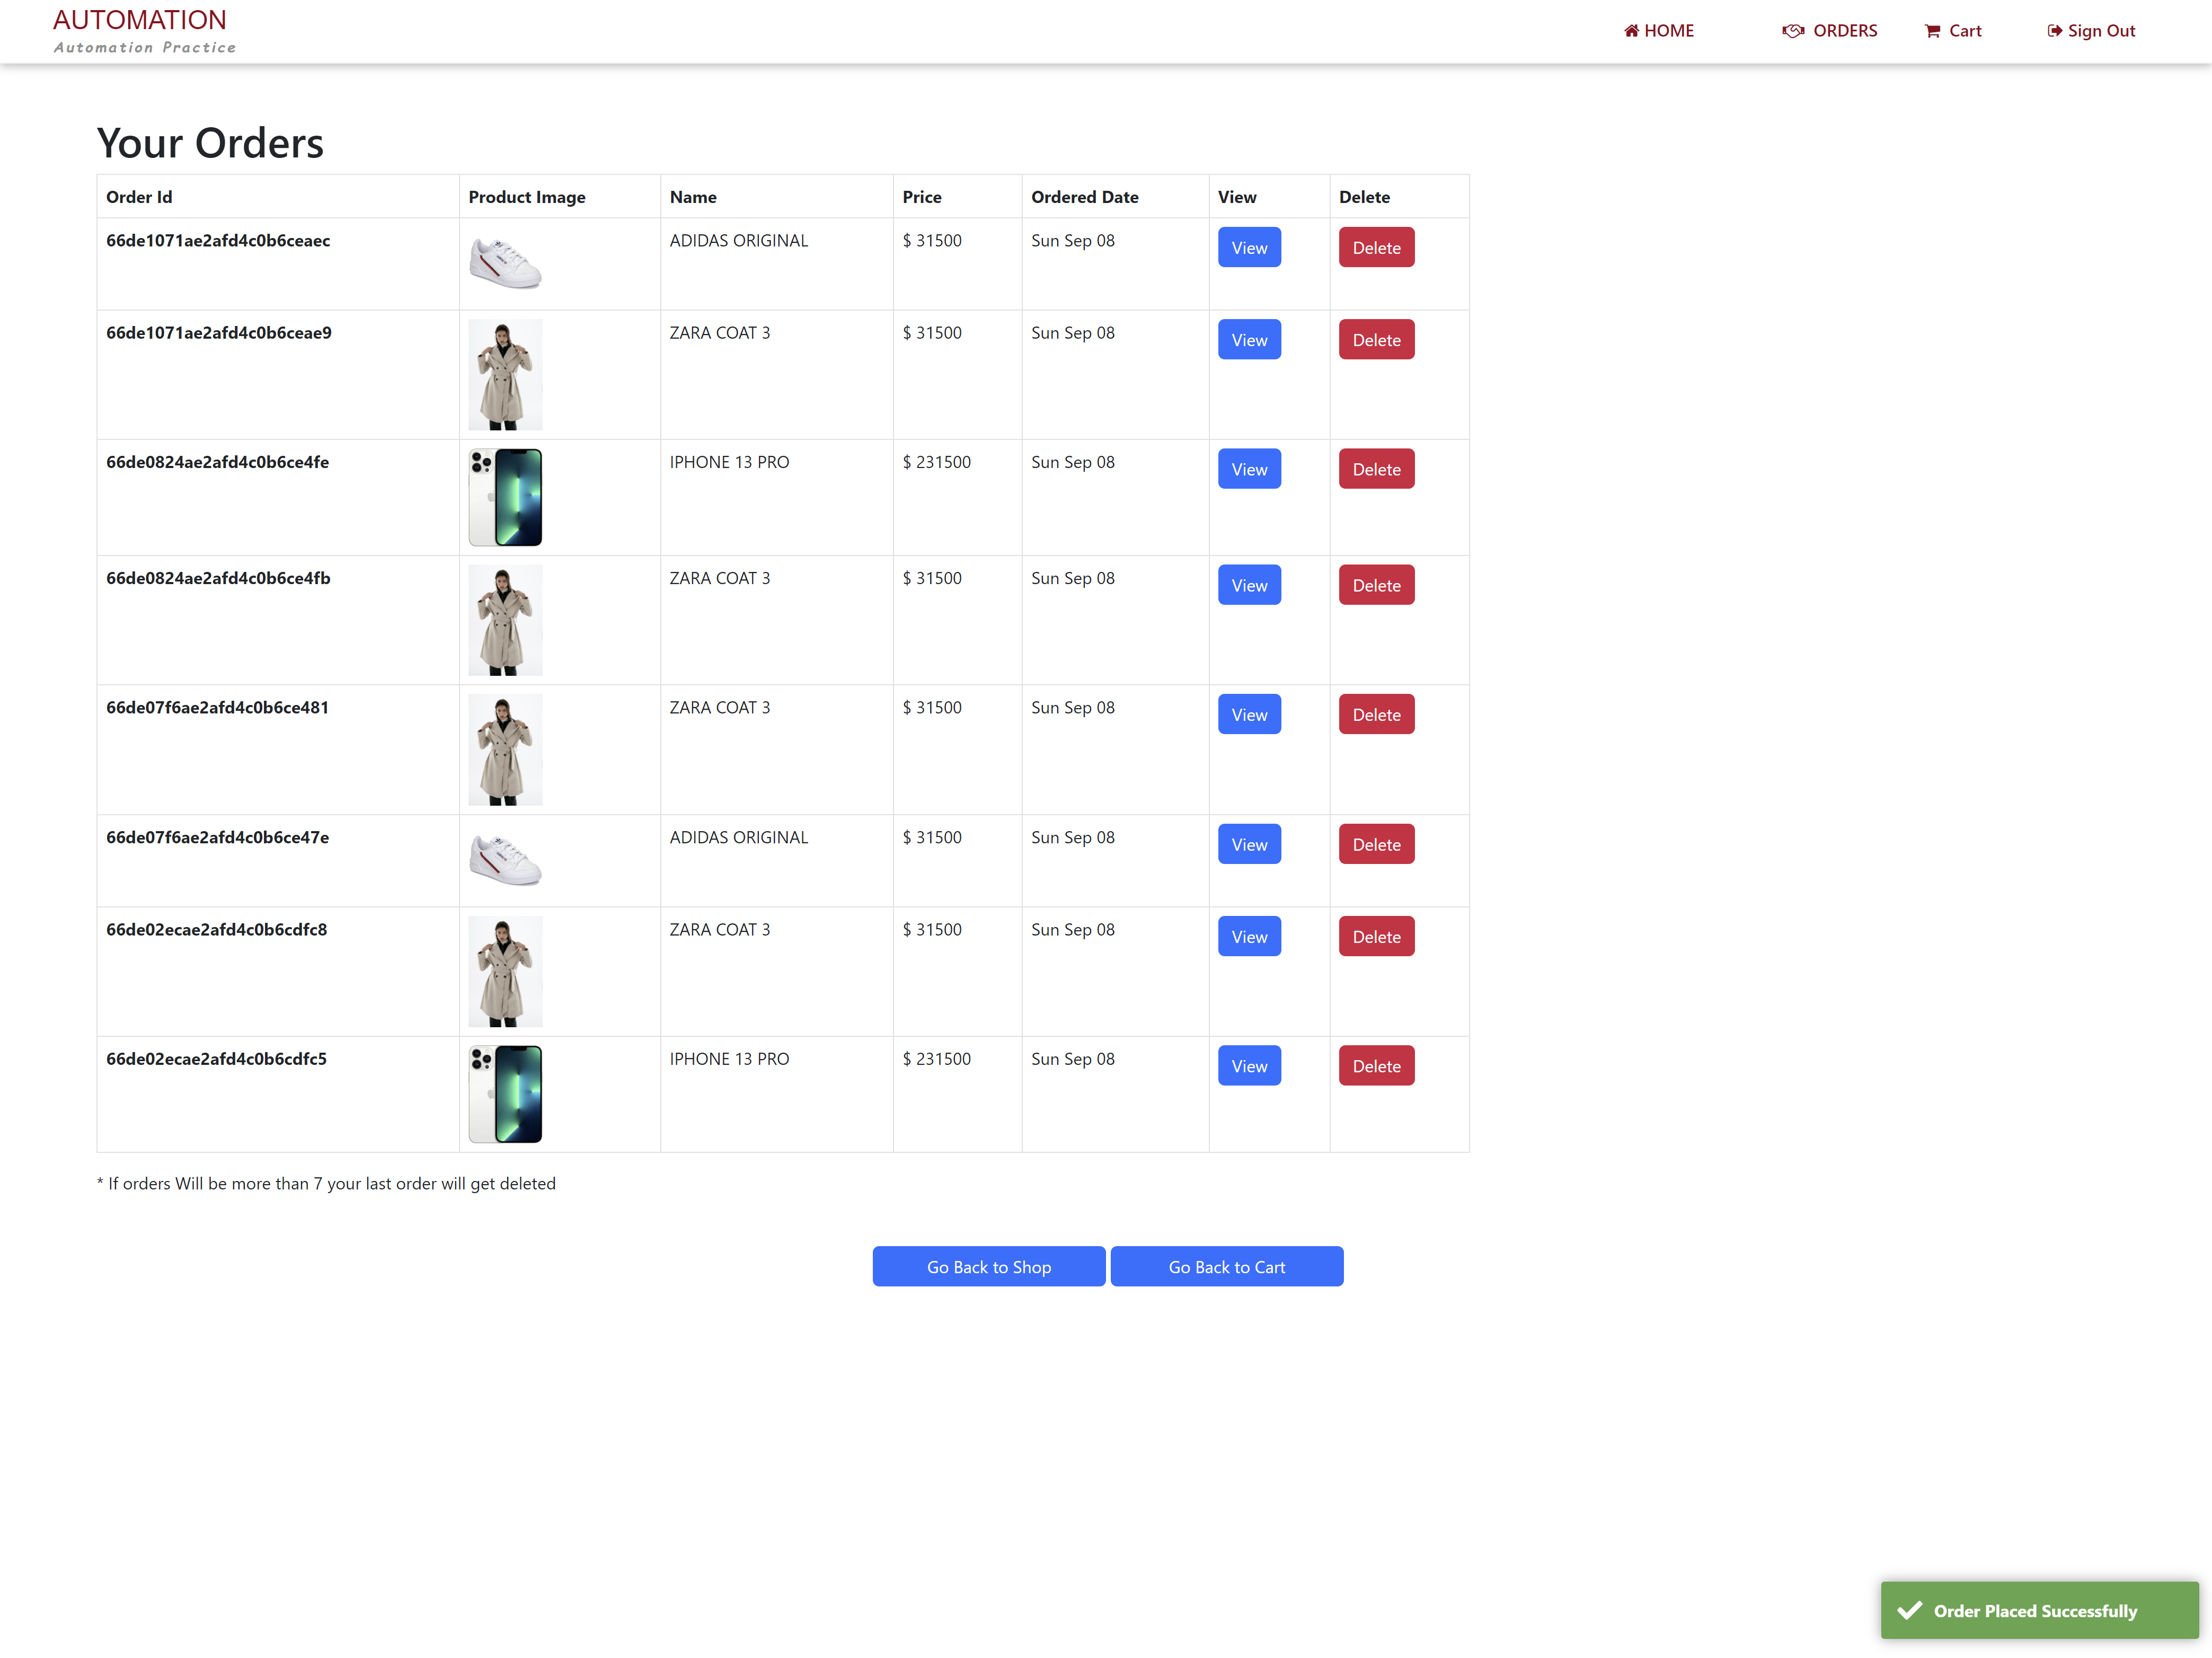 AUTOMATION
Automation Practice
HOME ORDERS Cart Sign Out
Your Orders
Order Id Product Image Name Price Ordered Date View Delete
66de1071ae2afd4c0b6ceaec ADIDAS ORIGINAL $ 31500 Sun Sep 08 View Delete
66de1071ae2afd4c0b6ceae9 ZARA COAT 3 $ 31500 Sun Sep 08 View Delete
66de0824ae2afd4c0b6ce4fe IPHONE 13 PRO $ 231500 Sun Sep 08 View Delete
66de0824ae2afd4c0b6ce4fb ZARA COAT 3 $ 31500 Sun Sep 08 View Delete
66de07f6ae2afd4c0b6ce481 ZARA COAT 3 $ 31500 Sun Sep 08 View Delete
66de07f6ae2afd4c0b6ce47e ADIDAS ORIGINAL $ 31500 Sun Sep 08 View Delete
66de02ecae2afd4c0b6cdfc8 ZARA COAT 3 $ 31500 Sun Sep 08 View Delete
66de02ecae2afd4c0b6cdfc5 IPHONE 13 PRO $ 231500 Sun Sep 08 View Delete
* If orders Will be more than 7 your last order will get deleted
Go Back to Shop Go Back to Cart
Order Placed Successfully